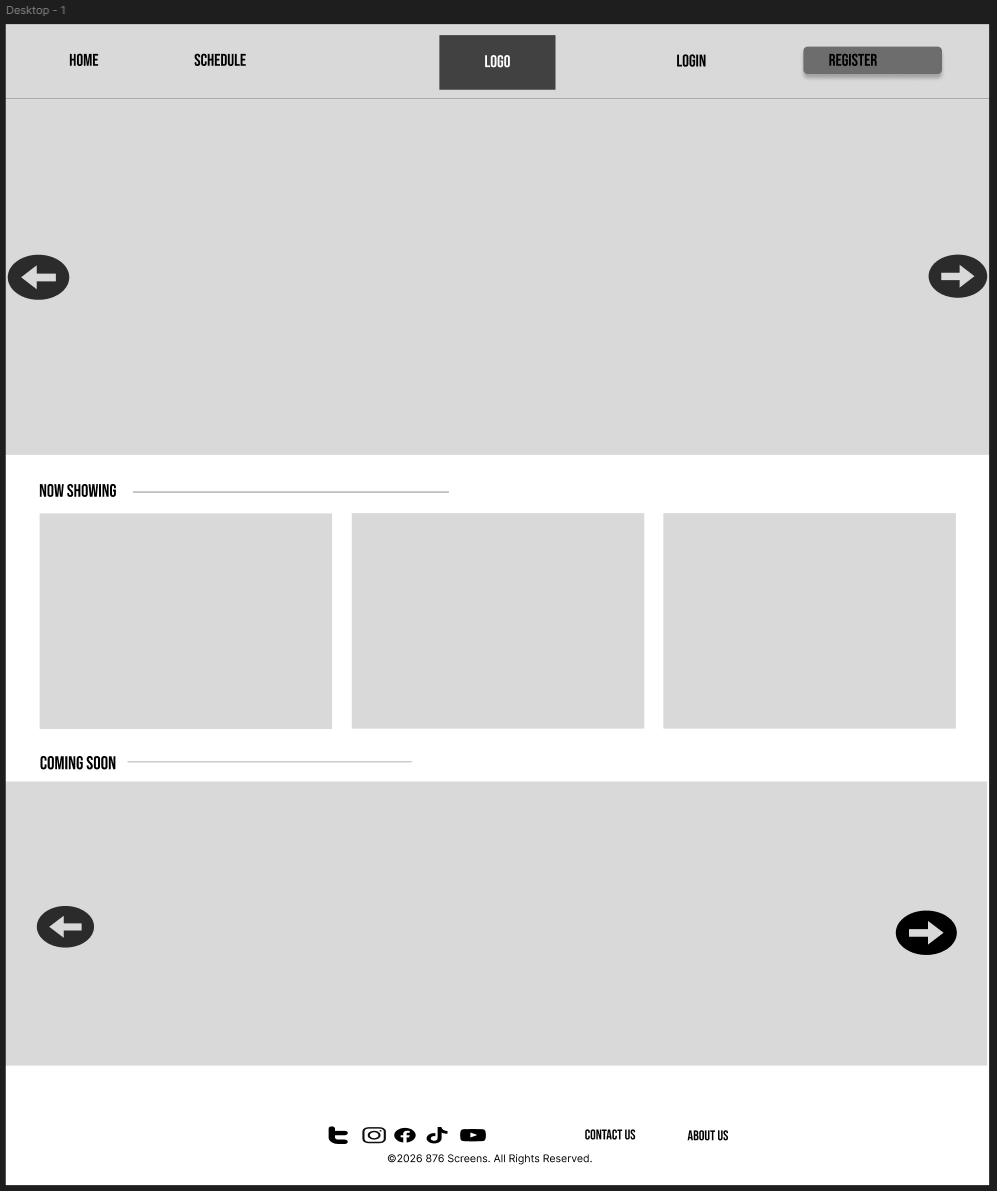 Desktop - 1
HOME SCHEDULE LOGO LOGIN REGISTER
NOW SHOWING
COMING SOON
CONTACT US ABOUT US
©2026 876 Screens. All Rights Reserved.